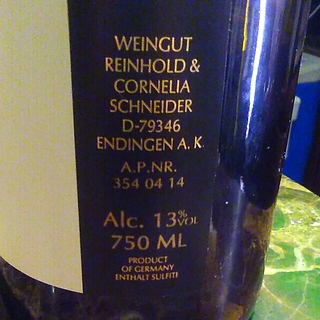 WEINGUT
REINHOLD &
CORNELIA
SCHNEIDER
D-79346
ENDINGEN A. K.
A.P.NR.
354 04 14
Alc. 13% VOL
750 ML
PRODUCT
OF GERMANY
ENTHALT SULFITE